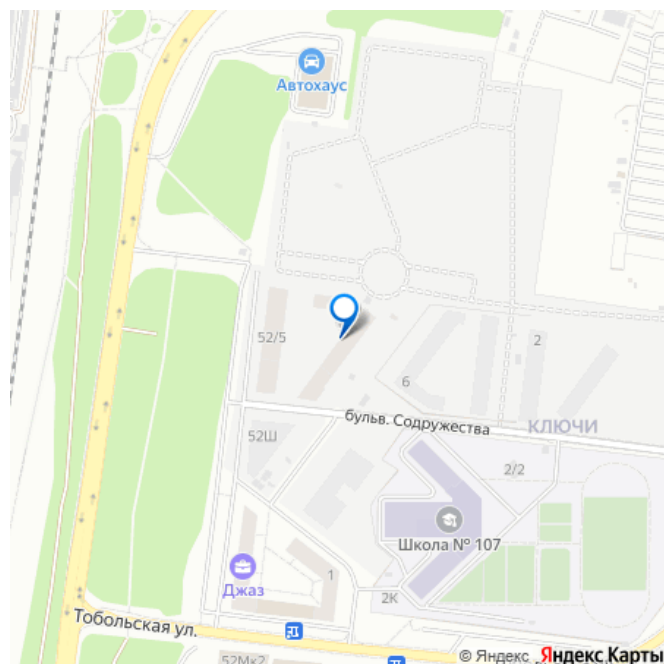 Автохаус
52/5
2
6
бульв. Содружества
КЛЮЧИ
52Ш
2/2
Школа № 107
Джаз
1
2К
Тобольская ул.
52Мк2
© Яндекс Яндекс Карты